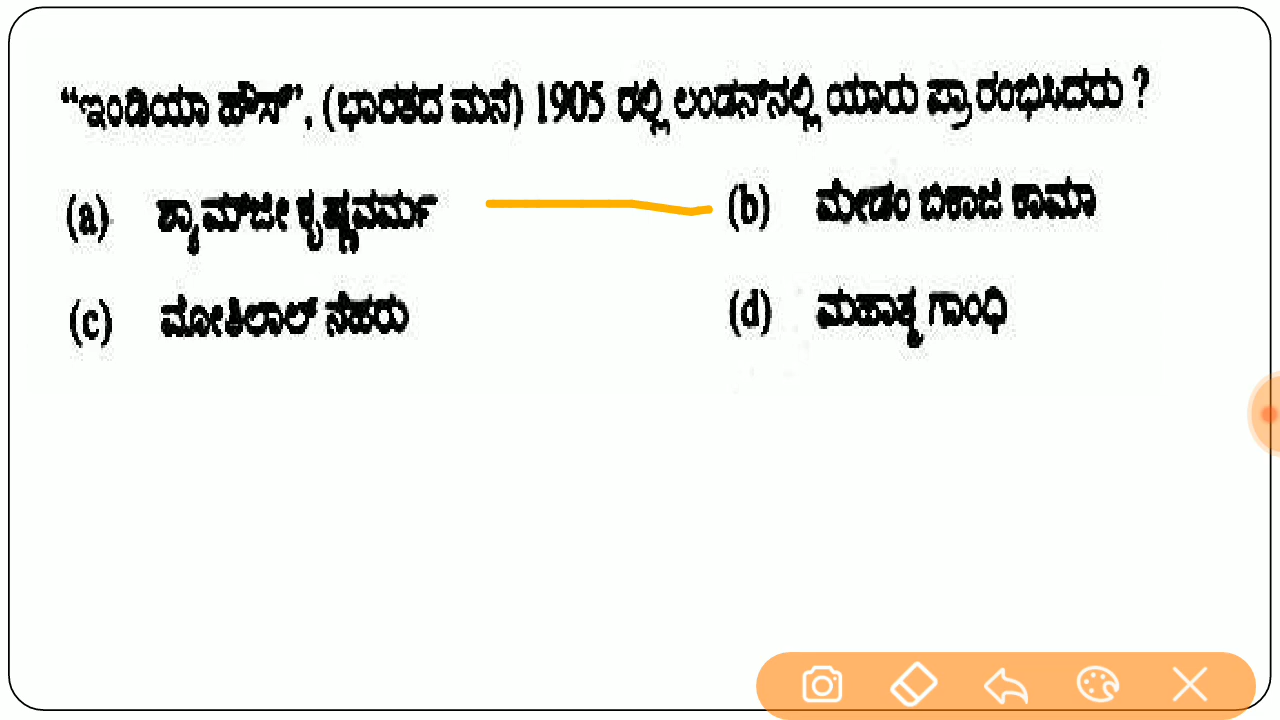 “ಇಂಡಿಯಾ ಹೌಸ್”, (ಭಾರತದ ಮನೆ) 1905 ರಲ್ಲಿ ಲಂಡನ್‌ನಲ್ಲಿ ಯಾರು ಪ್ರಾರಂಭಿಸಿದರು ?
(a) ಶ್ಯಾಮ್‌ಜೀ ಕೃಷ್ಣವರ್ಮ (b) ಮೇಡಂ ಬಿಕಾಜಿ ಕಾಮಾ
(c) ಮೋತಿಲಾಲ್ ನೆಹರು (d) ಮಹಾತ್ಮ ಗಾಂಧಿ